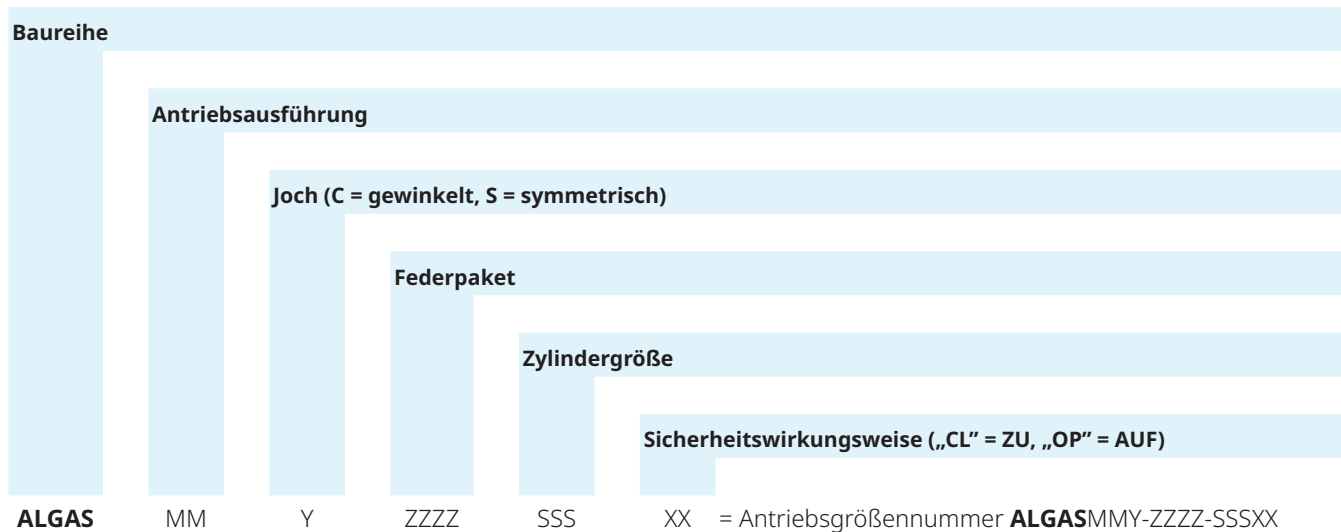 Baureihe
Antriebsausführung
Joch (C = gewinkelt, S = symmetrisch)
Federpaket
Zylindergröße
Sicherheitswirkungsweise („CL” = ZU, „OP” = AUF)
ALGAS MM Y ZZZZ SSS XX = Antriebsgrößennummer ALGASMMY-ZZZZ-SSSXX